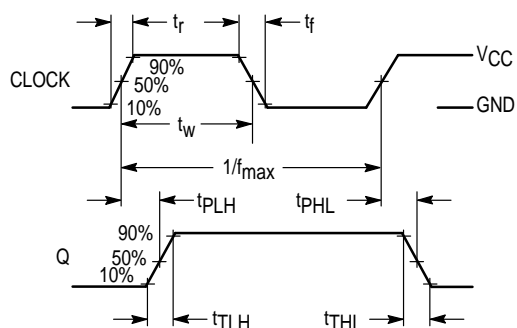 tr
tf
CLOCK
90%
50%
10%
VCC
GND
tw
1/fmax
tPLH
tPHL
Q
90%
50%
10%
tTLH
tTHL